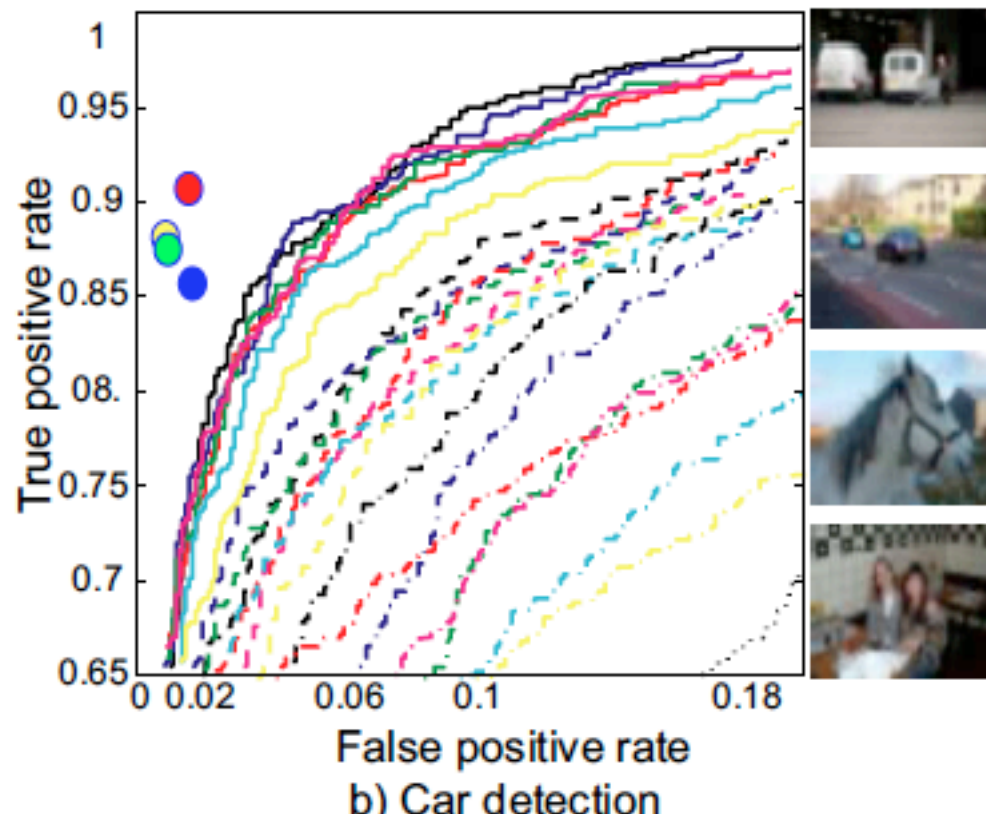 1
0.95
0.9
0.85
08.
0.75
0.7
0.65
True positive rate
0 0.02 0.06 0.1 0.18
False positive rate
b) Car detection